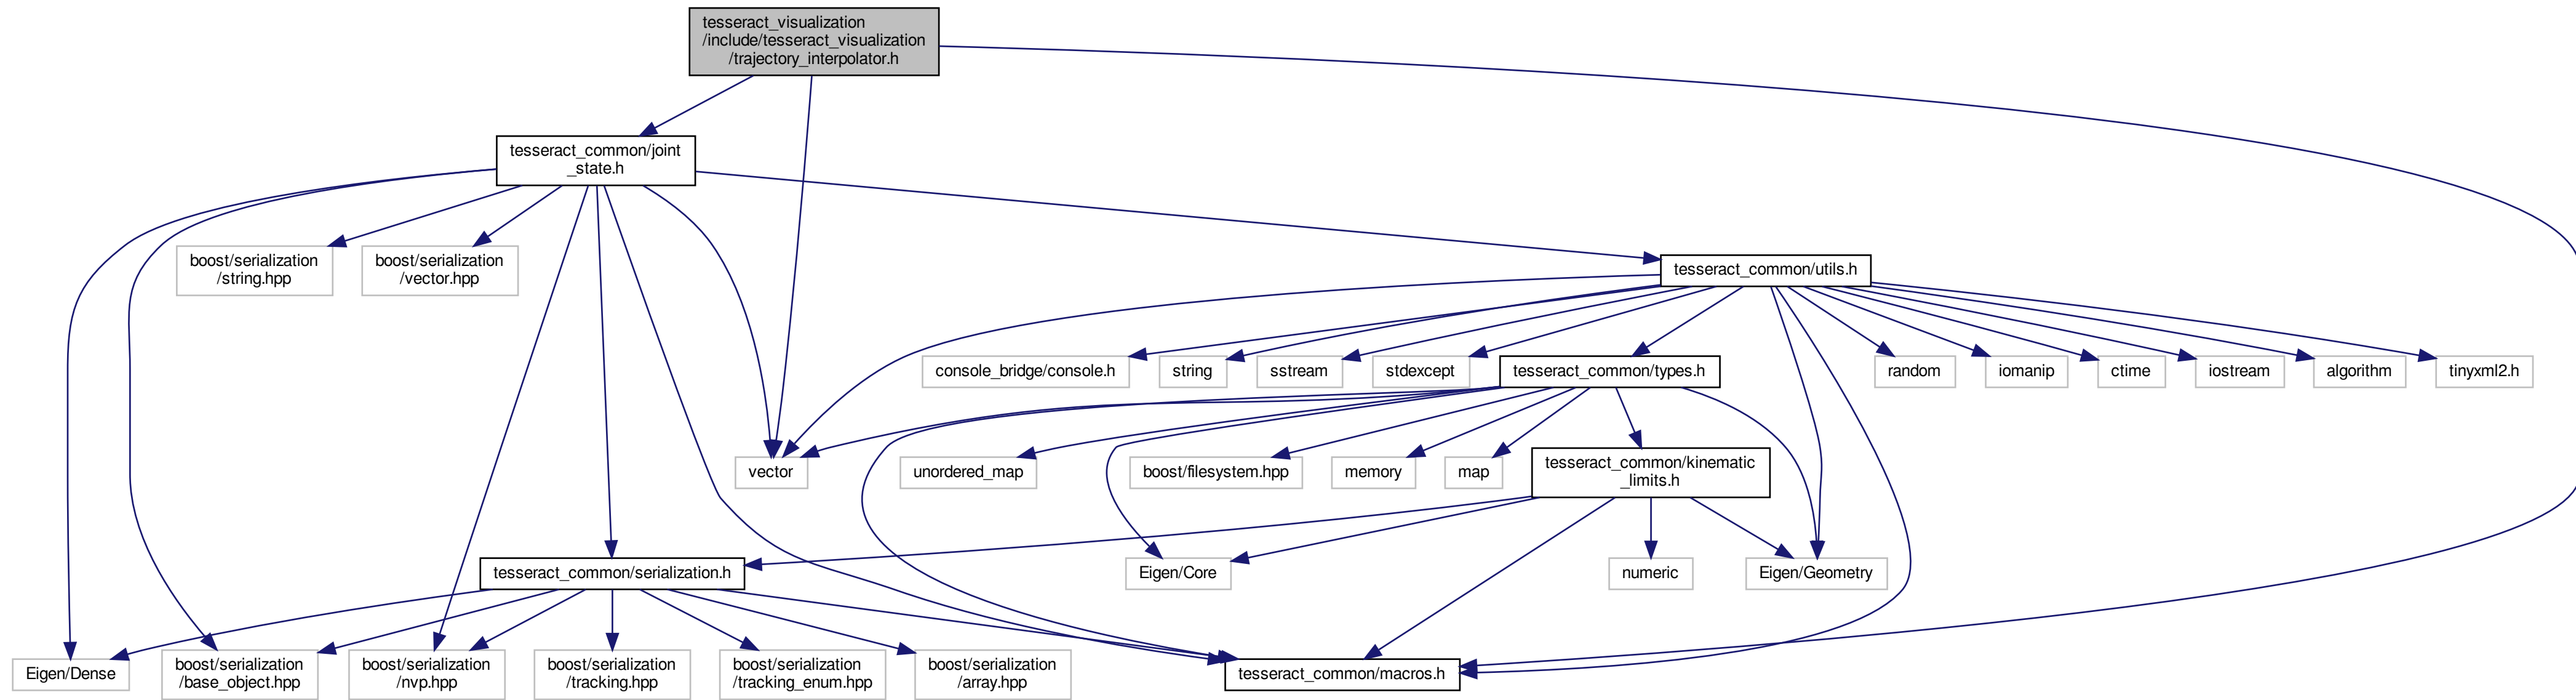 tesseract_visualization
/include/tesseract_visualization
/trajectory_interpolator.h
tesseract_common/joint
_state.h
boost/serialization
/string.hpp
boost/serialization
/vector.hpp
tesseract_common/utils.h
console_bridge/console.h
string
sstream
stdexcept
tesseract_common/types.h
random
iomanip
ctime
iostream
algorithm
tinyxml2.h
vector
unordered_map
boost/filesystem.hpp
memory
map
tesseract_common/kinematic
_limits.h
tesseract_common/serialization.h
Eigen/Core
numeric
Eigen/Geometry
Eigen/Dense
boost/serialization
/base_object.hpp
boost/serialization
/nvp.hpp
boost/serialization
/tracking.hpp
boost/serialization
/tracking_enum.hpp
boost/serialization
/array.hpp
tesseract_common/macros.h